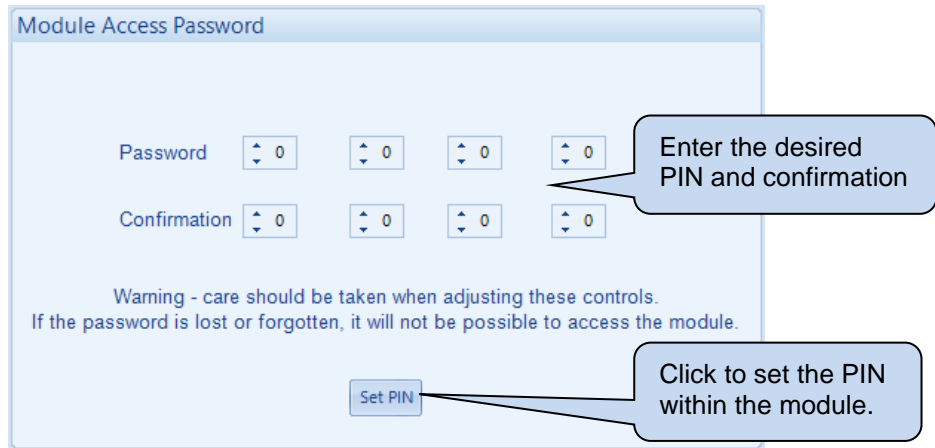 Module Access Password
Password 0 0 0 0
Enter the desired
PIN and confirmation
Confirmation 0 0 0 0
Warning - care should be taken when adjusting these controls.
If the password is lost or forgotten, it will not be possible to access the module.
Set PIN
Click to set the PIN
within the module.